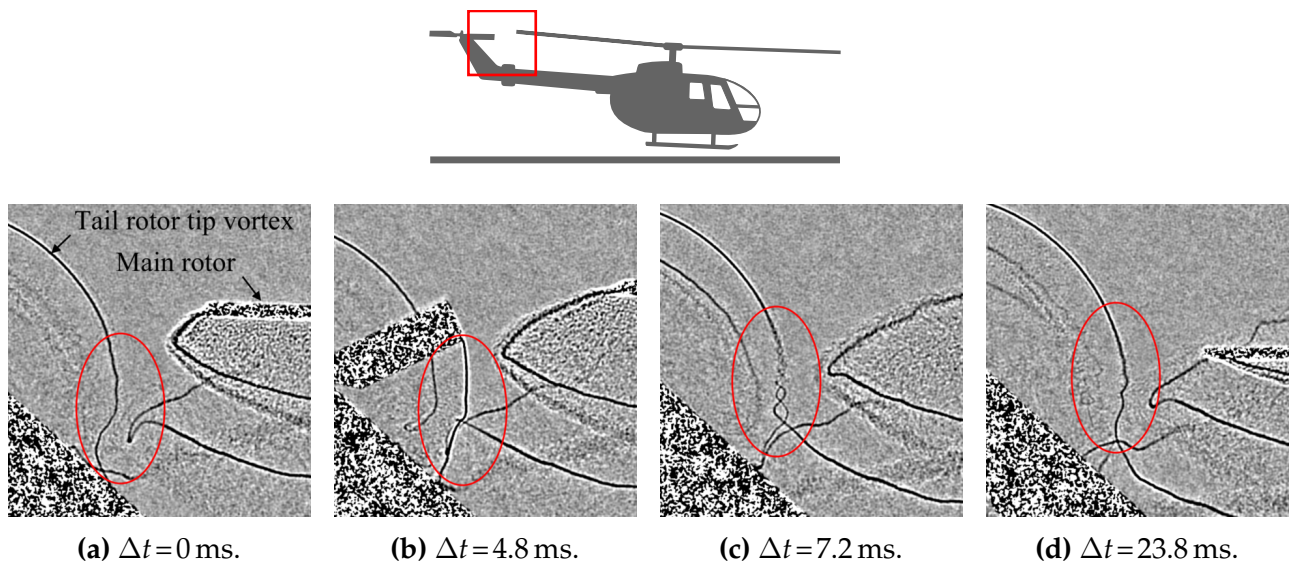 Tail rotor tip vortex
Main rotor
(a) Δt=0 ms.
(b) Δt=4.8 ms.
(c) Δt=7.2 ms.
(d) Δt=23.8 ms.